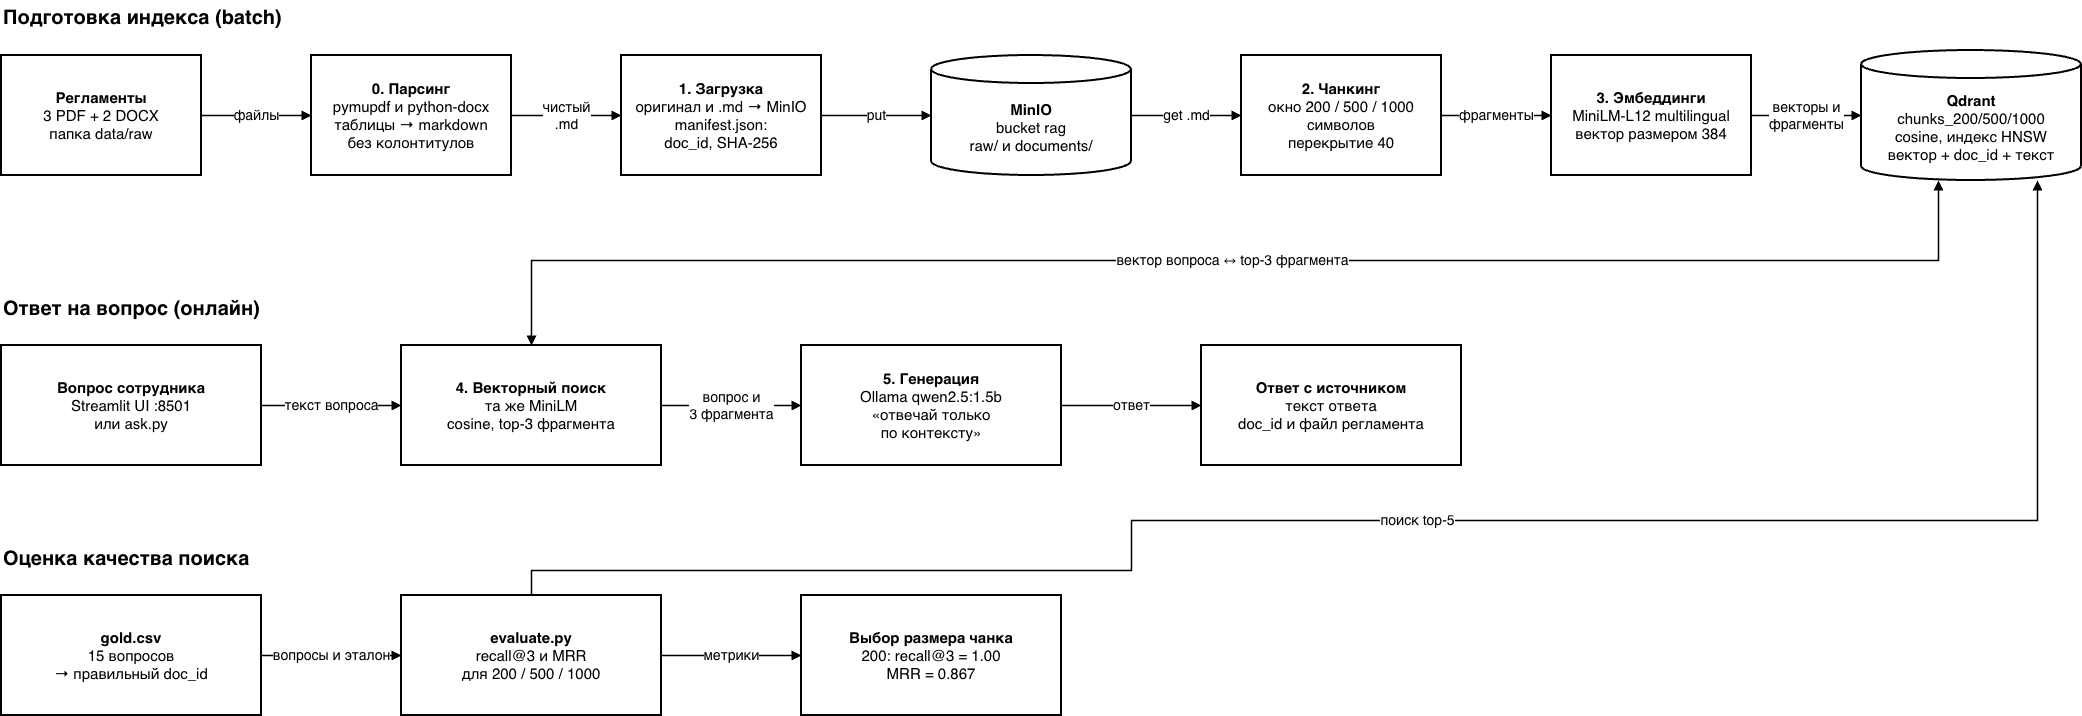 Подготовка индекса (batch)
Регламенты
3 PDF + 2 DOCX
папка data/raw
файлы
0. Парсинг
pymupdf и python-docx
таблицы → markdown
без колонтитулов
чистый
.md
1. Загрузка
оригинал и .md → MinIO
manifest.json:
doc_id, SHA-256
put
MinIO
bucket rag
raw/ и documents/
get .md
2. Чанкинг
окно 200 / 500 / 1000
символов
перекрытие 40
фрагменты
3. Эмбеддинги
MiniLM-L12 multilingual
вектор размером 384
векторы и
фрагменты
Qdrant
chunks_200/500/1000
cosine, индекс HNSW
вектор + doc_id + текст
вектор вопроса ↔ top-3 фрагмента
Ответ на вопрос (онлайн)
Вопрос сотрудника
Streamlit UI :8501
или ask.py
текст вопроса
4. Векторный поиск
та же MiniLM
cosine, top-3 фрагмента
вопрос и
3 фрагмента
5. Генерация
Ollama qwen2.5:1.5b
«отвечай только
по контексту»
ответ
Ответ с источником
текст ответа
doc_id и файл регламента
поиск top-5
Оценка качества поиска
gold.csv
15 вопросов
→ правильный doc_id
вопросы и эталон
evaluate.py
recall@3 и MRR
для 200 / 500 / 1000
метрики
Выбор размера чанка
200: recall@3 = 1.00
MRR = 0.867